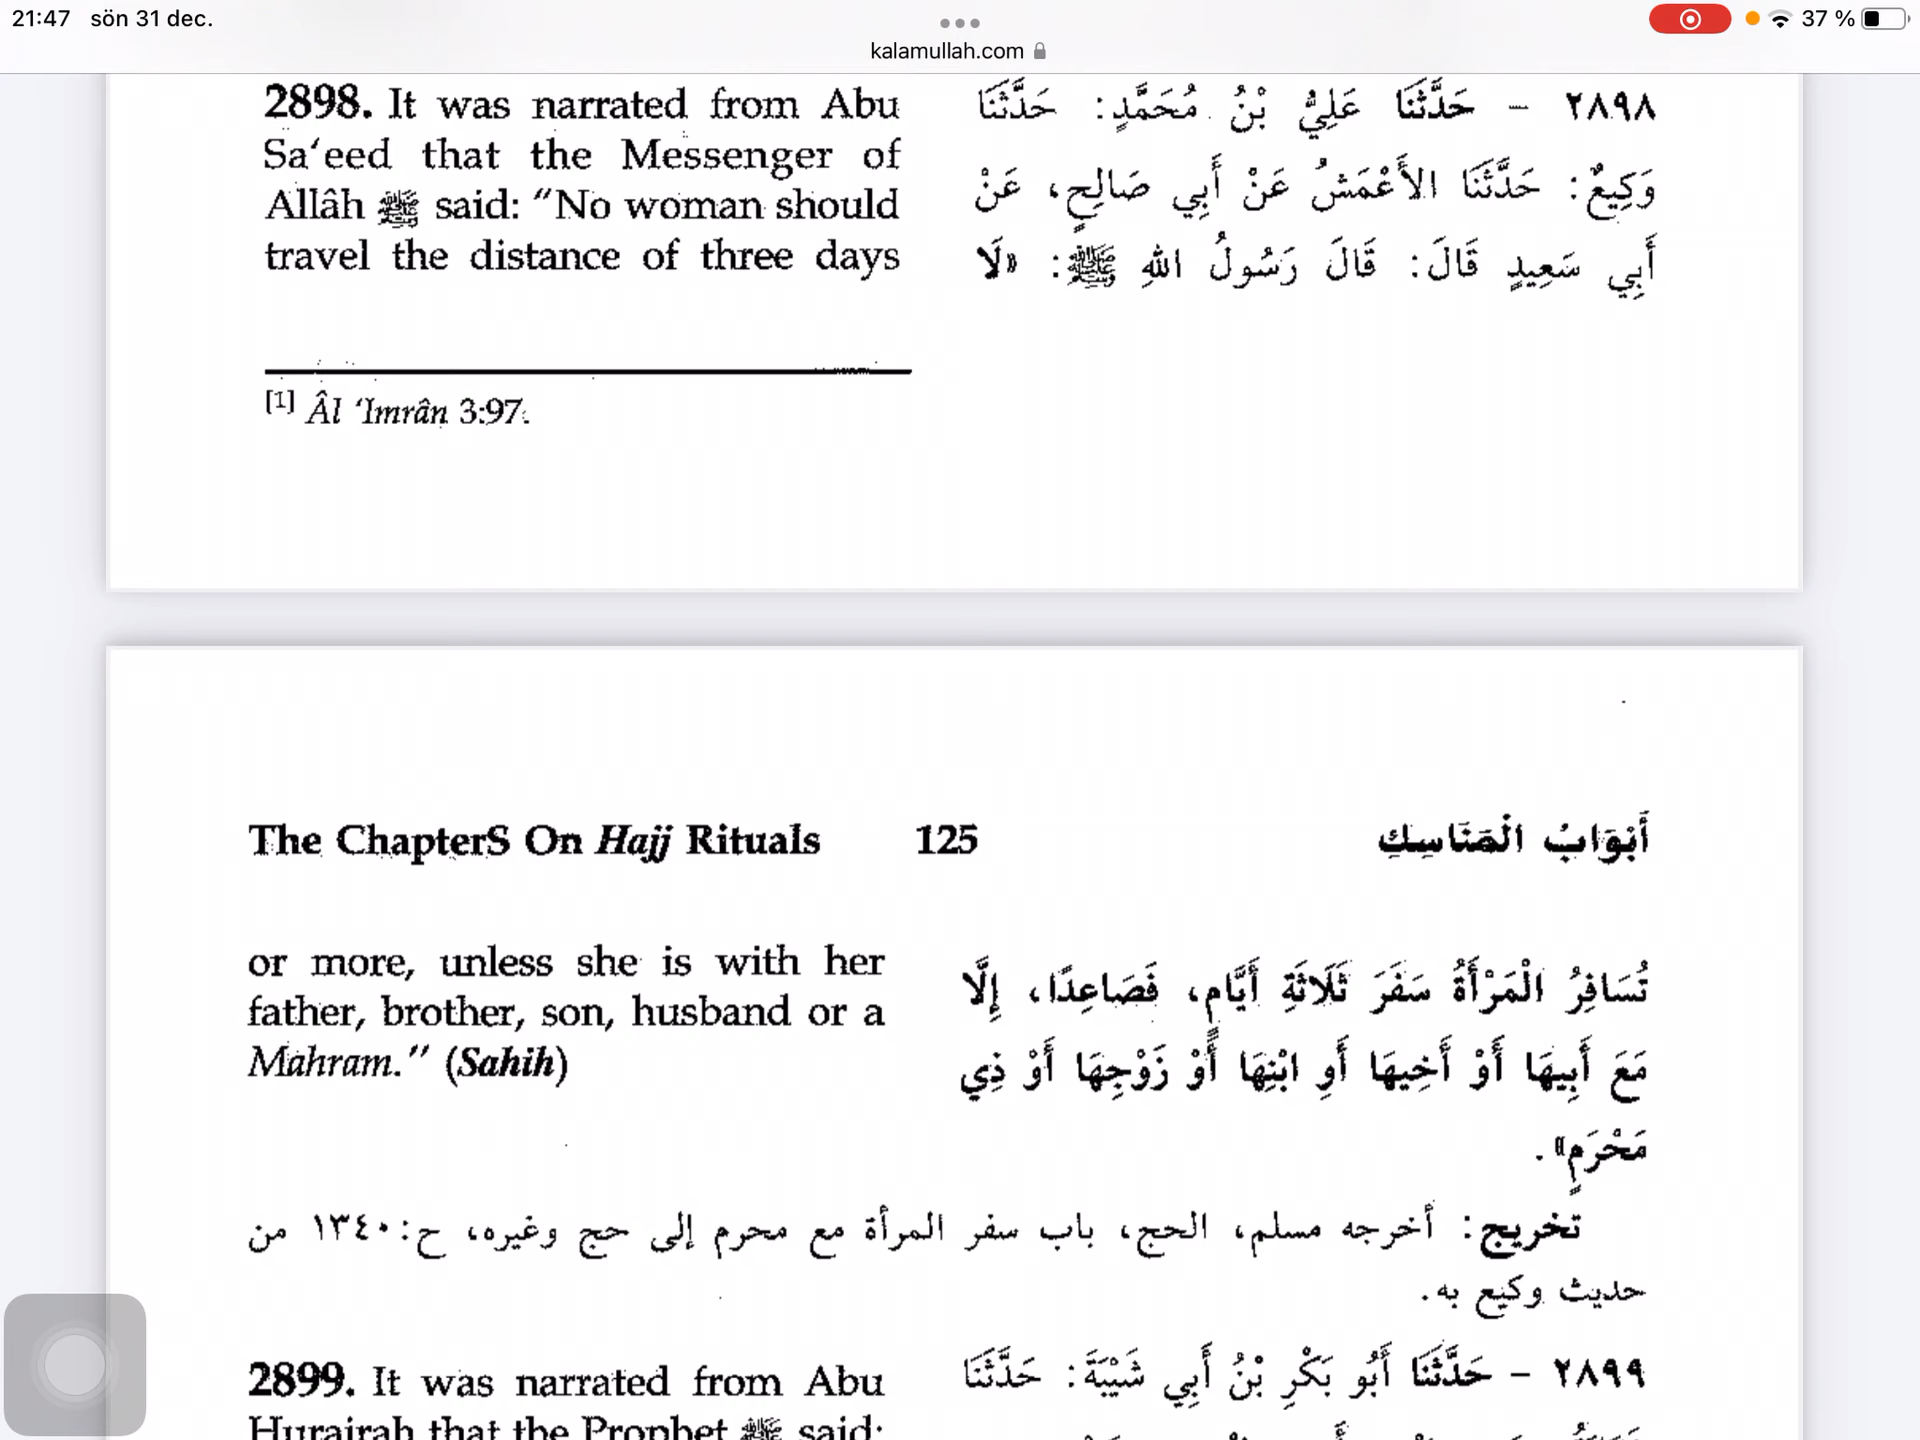 21:47 sön 31 dec.
37 %
kalamullah.com
2898. It was narrated from Abu
Sa‘eed that the Messenger of
Allâh ﷺ said: “No woman should
travel the distance of three days
٢٨٩٨ – حَدَّثَنَا عَلِيُّ بْنُ مُحَمَّدٍ: حَدَّثَنَا
وَكِيعٌ: حَدَّثَنَا الأَعْمَشُ عَنْ أَبِي صَالِحٍ، عَنْ
أَبِي سَعِيدٍ قَالَ: قَالَ رَسُولُ اللهِ ﷺ: «لَا
[1] Âl ‘Imrân 3:97.
The ChapterS On Hajj Rituals 125 أَبْوَابُ الْمَنَاسِكِ
or more, unless she is with her
father, brother, son, husband or a
Mahram.” (Sahih)
تُسَافِرُ الْمَرْأَةُ سَفَرَ ثَلَاثَةِ أَيَّامٍ، فَصَاعِدًا، إِلَّا
مَعَ أَبِيهَا أَوْ أَخِيهَا أَوِ ابْنِهَا أَوْ زَوْجِهَا أَوْ ذِي
مَحْرَمٍ».
تخريج: أخرجه مسلم، الحج، باب سفر المرأة مع محرم إلى حج وغيره، ح:١٣٤٠ من
حديث وكيع به.
2899. It was narrated from Abu
Hurairah that the Prophet ﷺ said:
٢٨٩٩ – حَدَّثَنَا أَبُو بَكْرِ بْنُ أَبِي شَيْبَةَ: حَدَّثَنَا